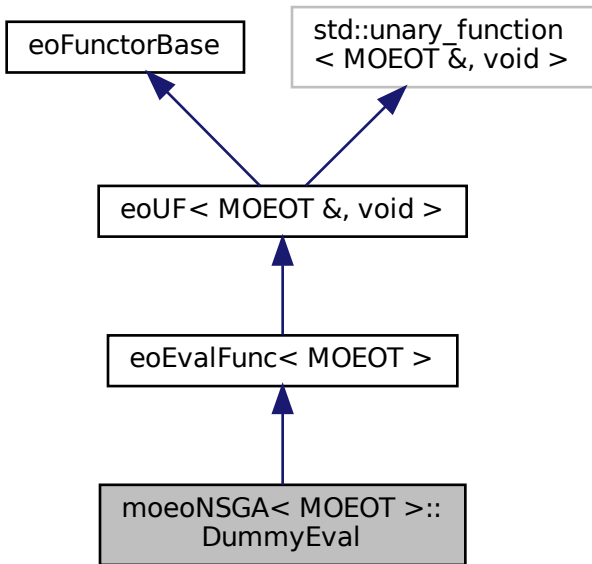 eoFunctorBase
std::unary_function
< MOEOT &, void >
eoUF< MOEOT &, void >
eoEvalFunc< MOEOT >
moeoNSGA< MOEOT >::
DummyEval